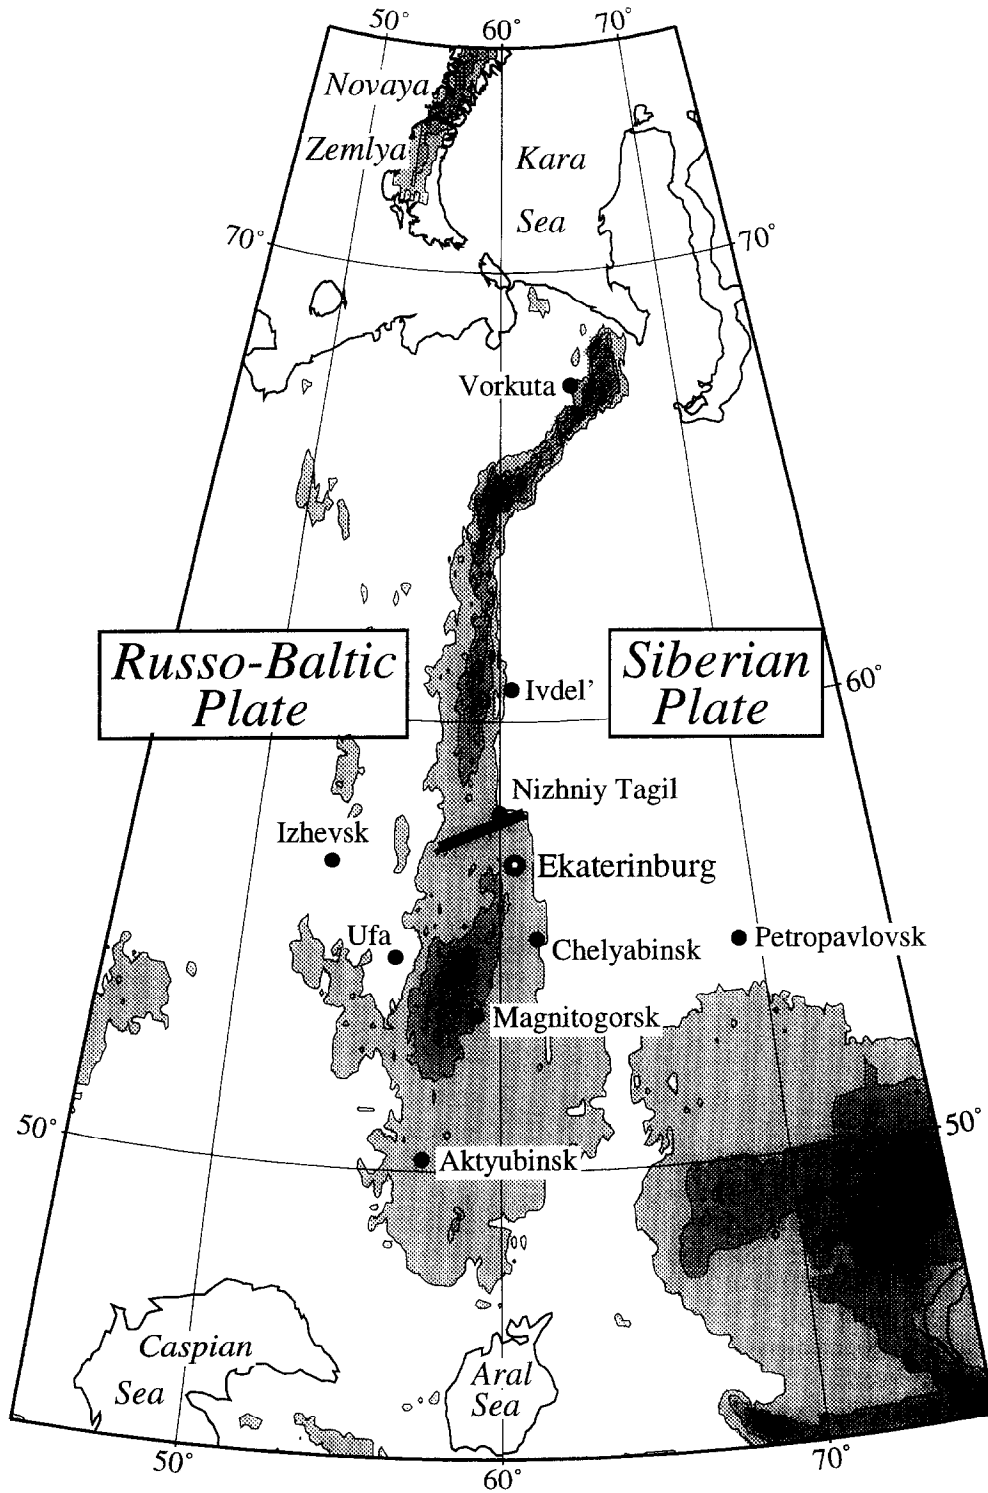 50°
60°
70°
Novaya
Zemlya
Kara
Sea
70°
70°
Vorkuta
Russo-Baltic
Plate
Siberian
Plate
60°
Ivdel’
Nizhniy Tagil
Izhevsk
Ekaterinburg
Ufa
Chelyabinsk
Petropavlovsk
Magnitogorsk
50°
50°
Aktyubinsk
Caspian
Sea
Aral
Sea
50°
60°
70°